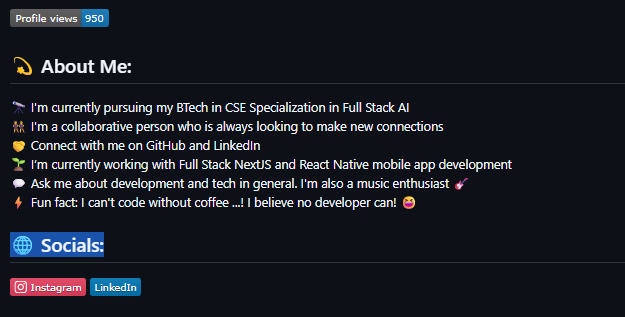 Profile views 950
💫 About Me:
🔭 I'm currently pursuing my BTech in CSE Specialization in Full Stack AI
👯 I'm a collaborative person who is always looking to make new connections
🤝 Connect with me on GitHub and LinkedIn
🌱 I'm currently working with Full Stack NextJS and React Native mobile app development
💬 Ask me about development and tech in general. I'm also a music enthusiast 🎸
⚡ Fun fact: I can't code without coffee ...! I believe no developer can! 😆
🌐 Socials:
Instagram LinkedIn